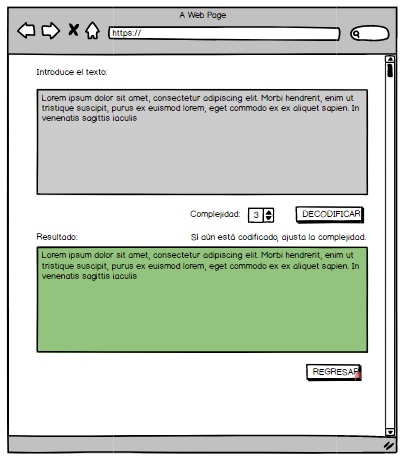 A Web Page
https://
Introduce el texto:
Lorem ipsum dolor sit amet, consectetur adipiscing elit. Morbi hendrerit, enim ut
tristique suscipit, purus ex euismod lorem, eget commodo ex ex aliquet sapien. In
venenatis sagittis iaculis
Complejidad: 3 DECODIFICAR
Resultado: Si aún está codificado, ajusta la complejidad.
Lorem ipsum dolor sit amet, consectetur adipiscing elit. Morbi hendrerit, enim ut
tristique suscipit, purus ex euismod lorem, eget commodo ex ex aliquet sapien. In
venenatis sagittis iaculis
REGRESAR